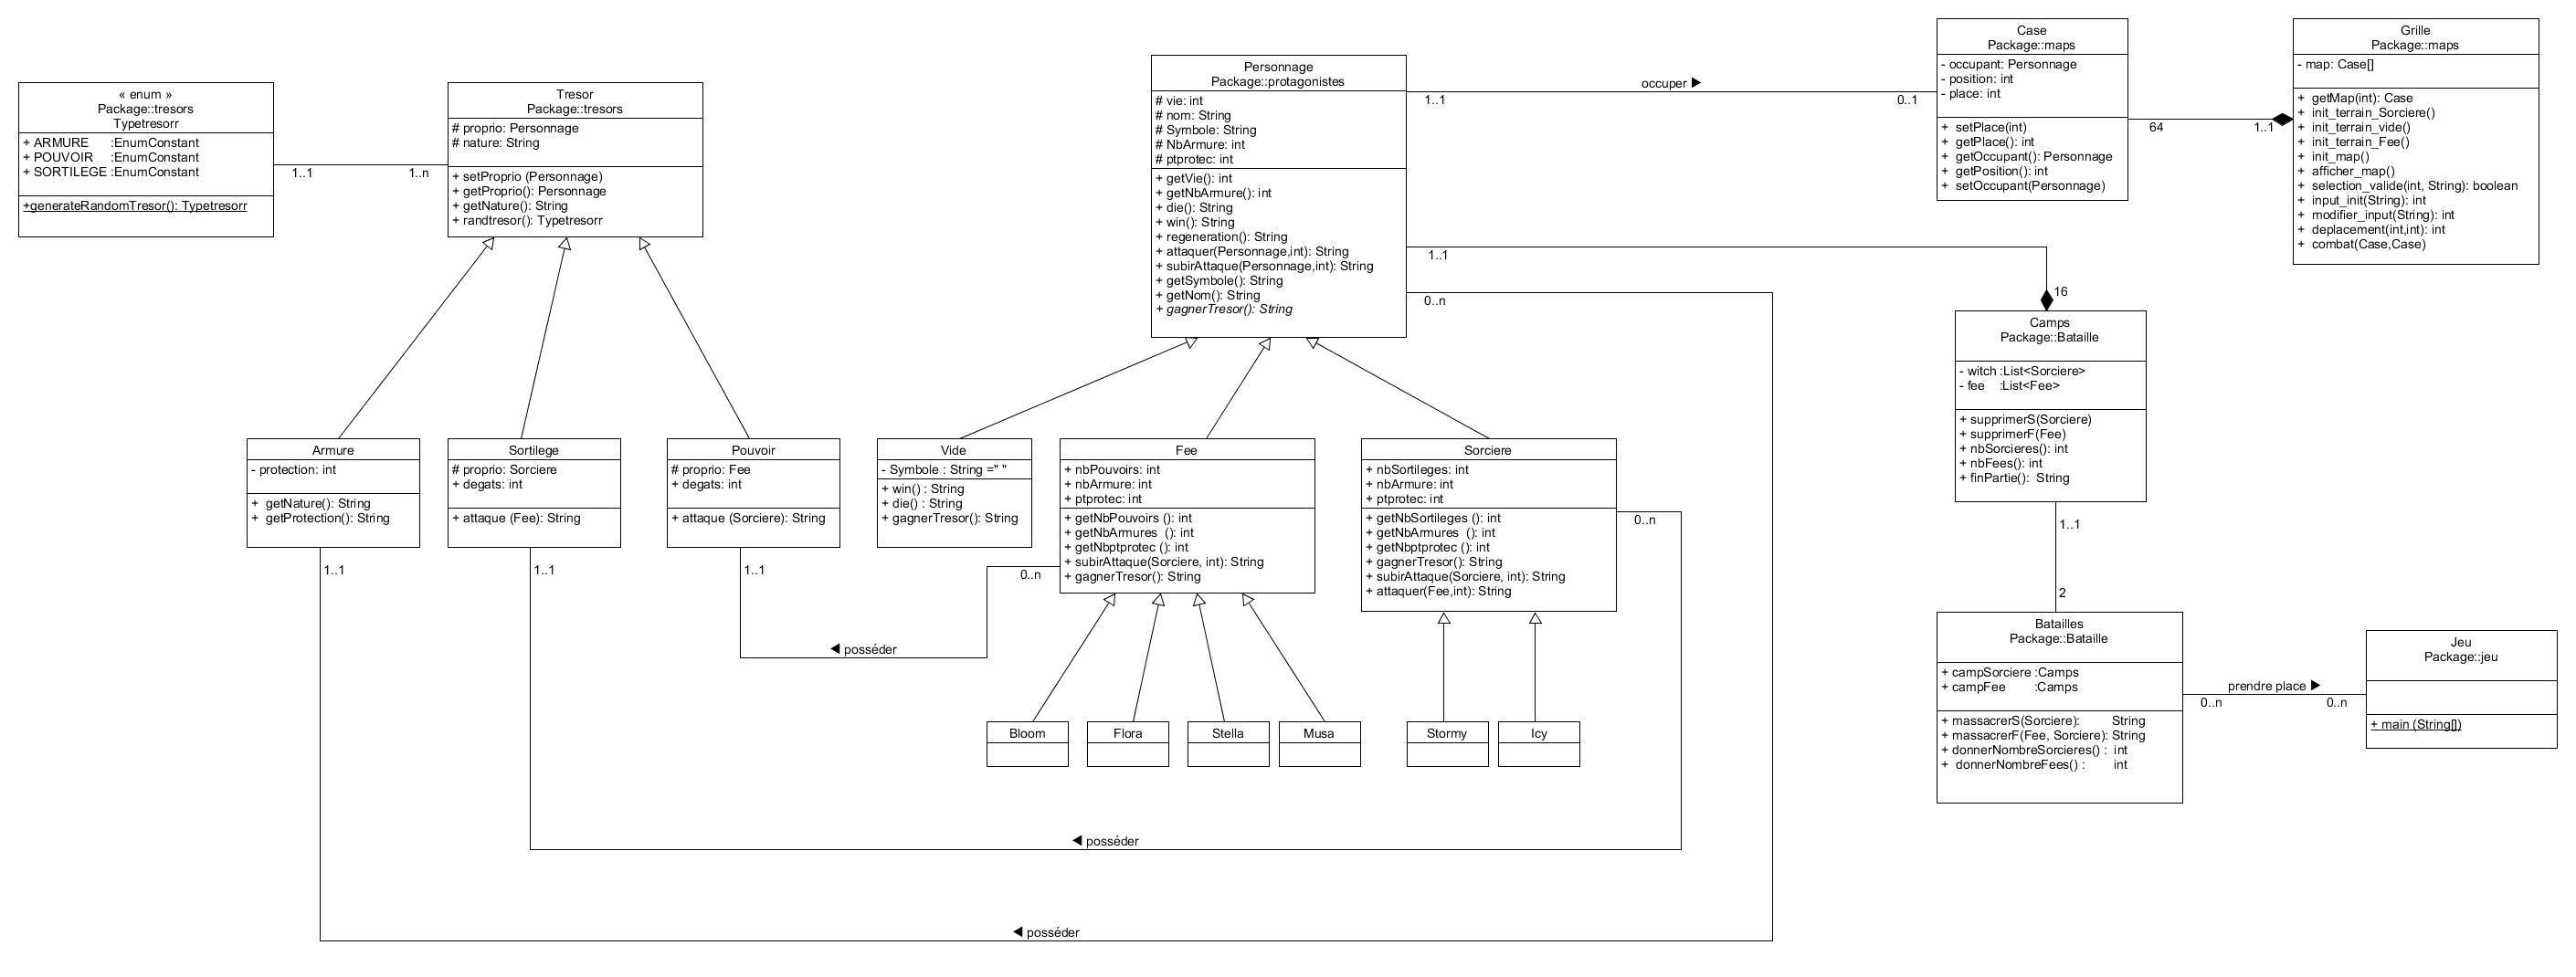 « enum »
Package::tresors
Typetresorr
+ ARMURE :EnumConstant
+ POUVOIR :EnumConstant
+ SORTILEGE :EnumConstant
+generateRandomTresor(): Typetresorr
1..1
1..n
Tresor
Package::tresors
# proprio: Personnage
# nature: String
+ setProprio (Personnage)
+ getProprio(): Personnage
+ getNature(): String
+ randtresor(): Typetresorr
Personnage
Package::protagonistes
# vie: int
# nom: String
# Symbole: String
# NbArmure: int
# ptprotec: int
+ getVie(): int
+ getNbArmure(): int
+ die(): String
+ win(): String
+ regeneration(): String
+ attaquer(Personnage,int): String
+ subirAttaque(Personnage,int): String
+ getSymbole(): String
+ getNom(): String
+ gagnerTresor(): String
1..1
occuper ▶
0..1
1..1
0..n
Case
Package::maps
- occupant: Personnage
- position: int
- place: int
+ setPlace(int)
+ getPlace(): int
+ getOccupant(): Personnage
+ getPosition(): int
+ setOccupant(Personnage)
64
1..1
Grille
Package::maps
- map: Case[]
+ getMap(int): Case
+ init_terrain_Sorciere()
+ init_terrain_vide()
+ init_terrain_Fee()
+ init_map()
+ afficher_map()
+ selection_valide(int, String): boolean
+ input_init(String): int
+ modifier_input(String): int
+ deplacement(int,int): int
+ combat(Case,Case)
16
Camps
Package::Bataille
- witch :List<Sorciere>
- fee :List<Fee>
+ supprimerS(Sorciere)
+ supprimerF(Fee)
+ nbSorcieres(): int
+ nbFees(): int
+ finPartie(): String
1..1
2
Armure
- protection: int
+ getNature(): String
+ getProtection(): String
1..1
Sortilege
# proprio: Sorciere
+ degats: int
+ attaque (Fee): String
1..1
Pouvoir
# proprio: Fee
+ degats: int
+ attaque (Sorciere): String
1..1
Vide
- Symbole : String =" "
+ win() : String
+ die() : String
+ gagnerTresor(): String
Fee
+ nbPouvoirs: int
+ nbArmure: int
+ ptprotec: int
+ getNbPouvoirs (): int
+ getNbArmures (): int
+ getNbptprotec (): int
+ subirAttaque(Sorciere, int): String
+ gagnerTresor(): String
0..n
Sorciere
+ nbSortileges: int
+ nbArmure: int
+ ptprotec: int
+ getNbSortileges (): int
+ getNbArmures (): int
+ getNbptprotec (): int
+ gagnerTresor(): String
+ subirAttaque(Sorciere, int): String
+ attaquer(Fee,int): String
0..n
◀ posséder
Bloom
Flora
Stella
Musa
Stormy
Icy
Batailles
Package::Bataille
+ campSorciere :Camps
+ campFee :Camps
+ massacrerS(Sorciere): String
+ massacrerF(Fee, Sorciere): String
+ donnerNombreSorcieres() : int
+ donnerNombreFees() : int
prendre place ▶
0..n
0..n
Jeu
Package::jeu
+ main (String[])
◀ posséder
◀ posséder